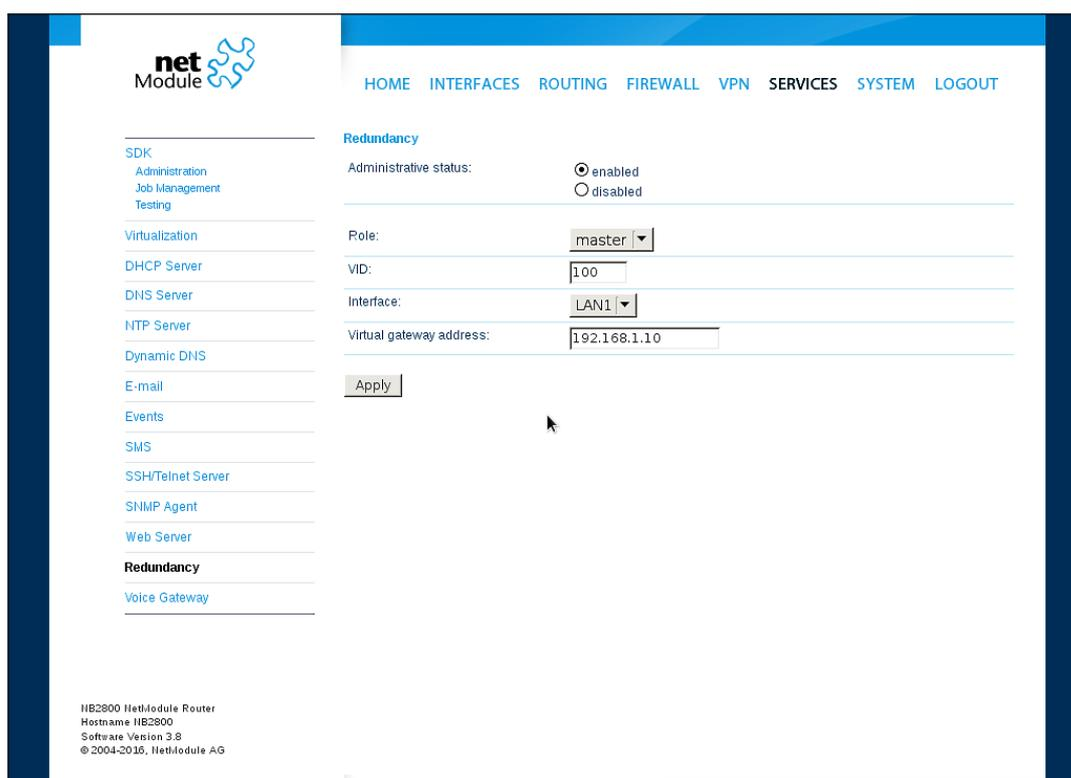 net
Module
HOME INTERFACES ROUTING FIREWALL VPN SERVICES SYSTEM LOGOUT
SDK
Administration
Job Management
Testing
Virtualization
DHCP Server
DNS Server
NTP Server
Dynamic DNS
E-mail
Events
SMS
SSH/Telnet Server
SNMP Agent
Web Server
Redundancy
Voice Gateway
Redundancy
Administrative status:
enabled
disabled
Role: master
VID: 100
Interface: LAN1
Virtual gateway address: 192.168.1.10
Apply
NB2800 NetModule Router
Hostname NB2800
Software Version 3.8
© 2004-2016, NetModule AG